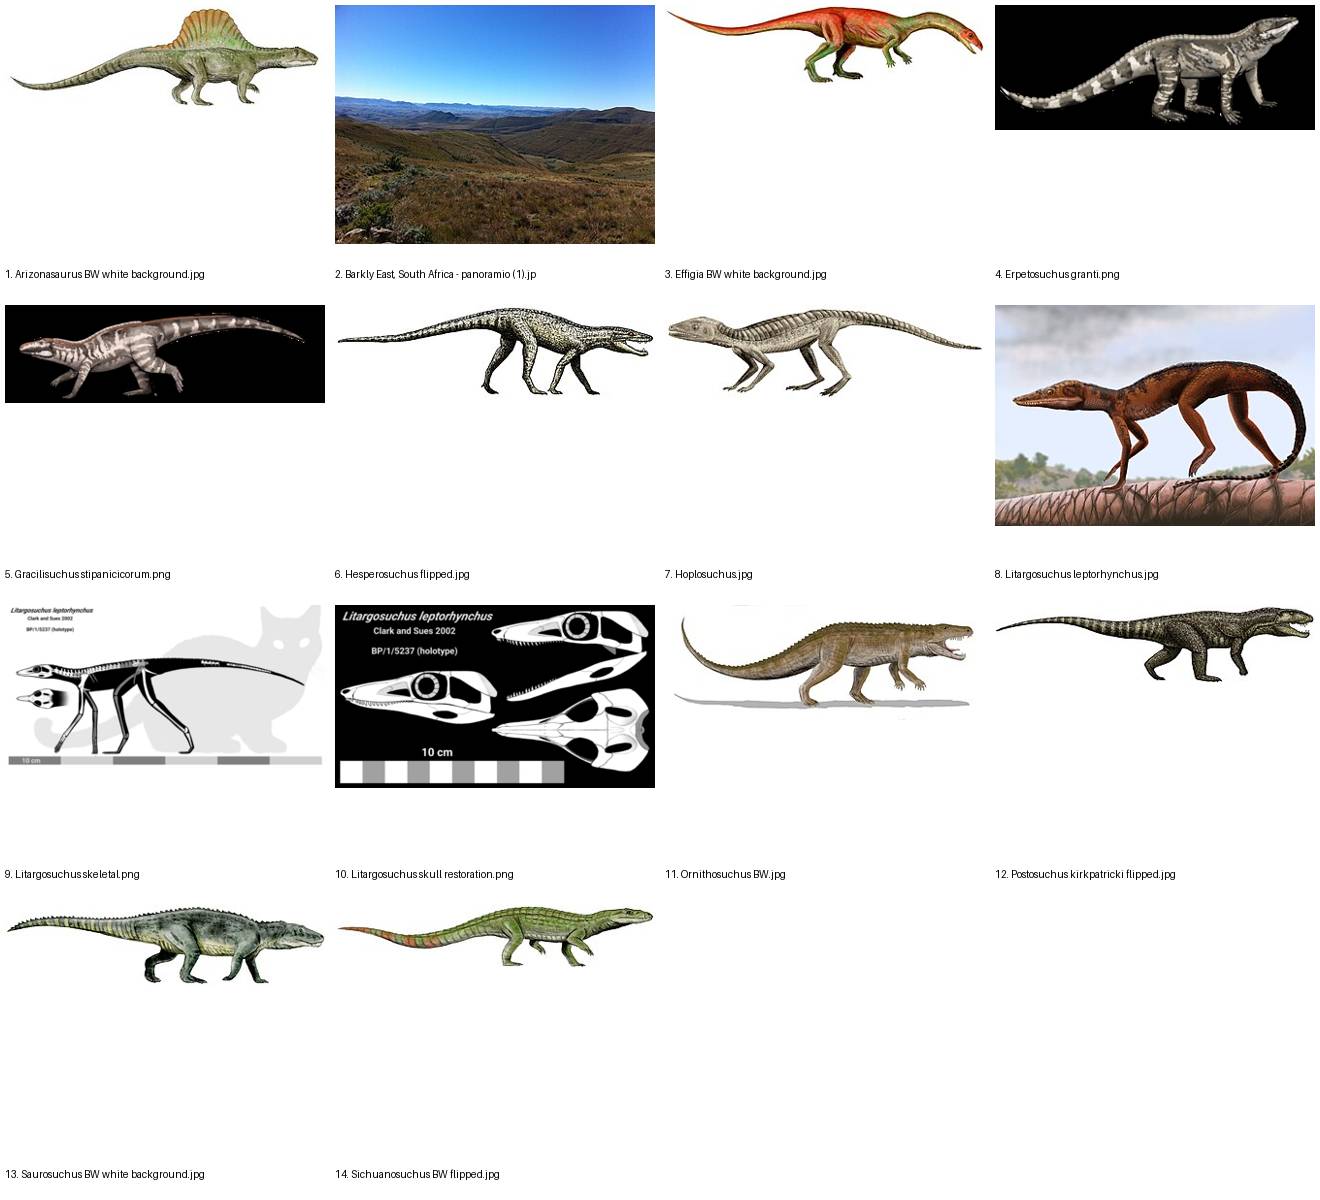 1. Arizonasaurus BW white background.jpg
2. Barkly East, South Africa - panoramio (1).jp
3. Effigia BW white background.jpg
4. Erpetosuchus granti.png
5. Gracilisuchus stipanicicorum.png
6. Hesperosuchus flipped.jpg
7. Hoplosuchus.jpg
8. Litargosuchus leptorhynchus.jpg
Litargosuchus leptorhynchus
Clark and Sues 2002
BP/1/5237 (holotype)
10 cm
Litargosuchus leptorhynchus
Clark and Sues 2002
BP/1/5237 (holotype)
10 cm
9. Litargosuchus skeletal.png
10. Litargosuchus skull restoration.png
11. Ornithosuchus BW.jpg
12. Postosuchus kirkpatricki flipped.jpg
13. Saurosuchus BW white background.jpg
14. Sichuanosuchus BW flipped.jpg